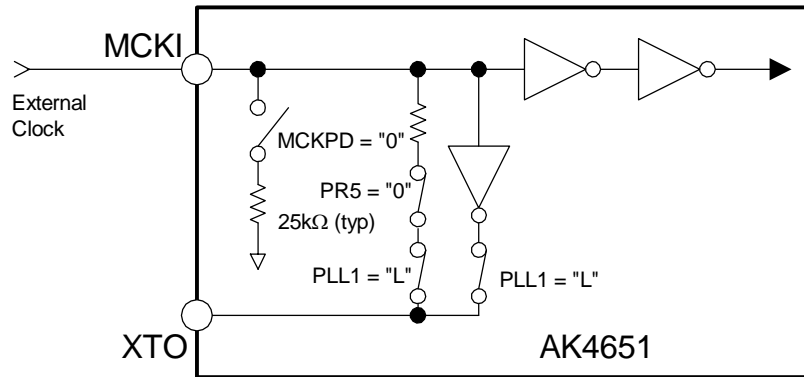 MCKI
External
Clock
MCKPD = "0"
PR5 = "0"
25kΩ (typ)
PLL1 = "L"
PLL1 = "L"
XTO
AK4651